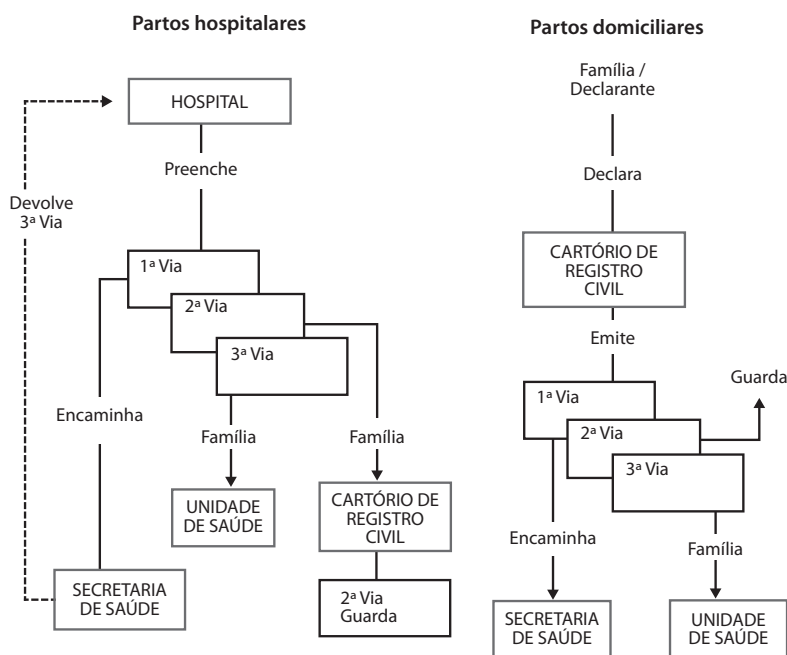 Partos hospitalares
HOSPITAL
Preenche
Devolve
3ª Via
1ª Via
2ª Via
3ª Via
Encaminha
Família
Família
UNIDADE
DE SAÚDE
CARTÓRIO DE
REGISTRO
CIVIL
SECRETARIA
DE SAÚDE
2ª Via
Guarda
Partos domiciliares
Família /
Declarante
Declara
CARTÓRIO DE
REGISTRO
CIVIL
Emite
Guarda
1ª Via
2ª Via
3ª Via
Encaminha
Família
SECRETARIA
DE SAÚDE
UNIDADE
DE SAÚDE